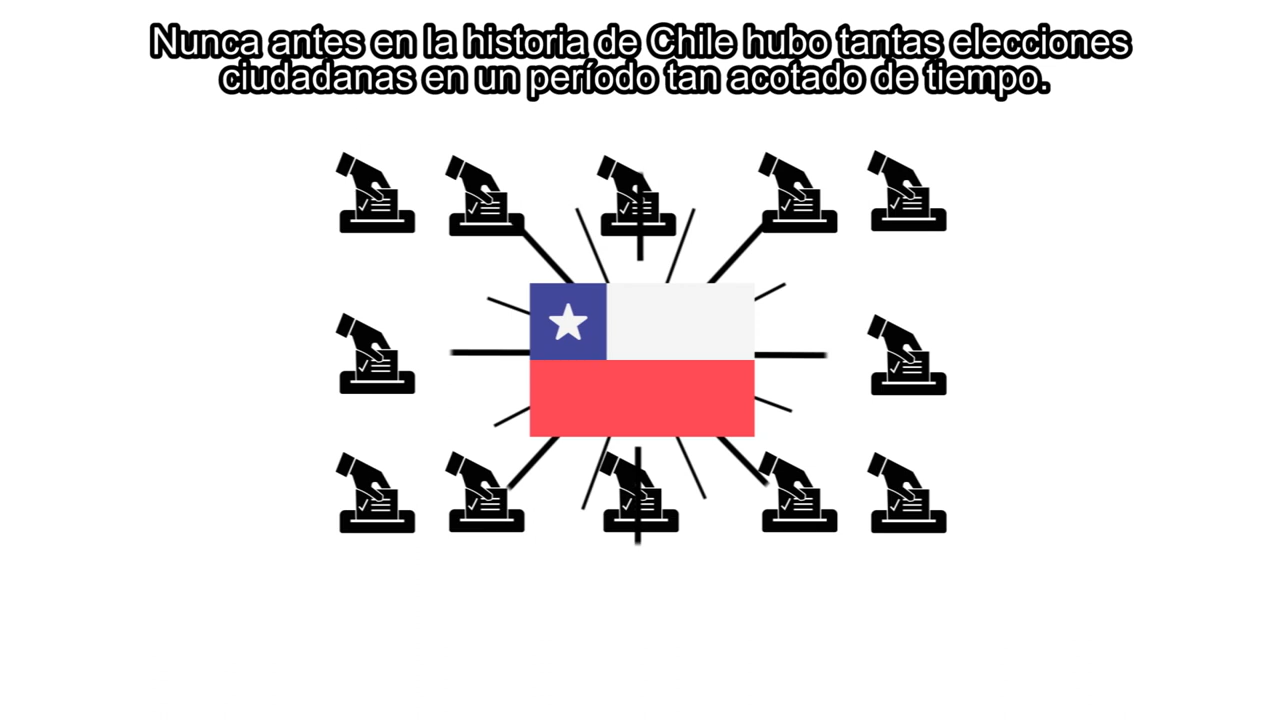 Nunca antes en la historia de Chile hubo tantas elecciones
ciudadanas en un período tan acotado de tiempo.